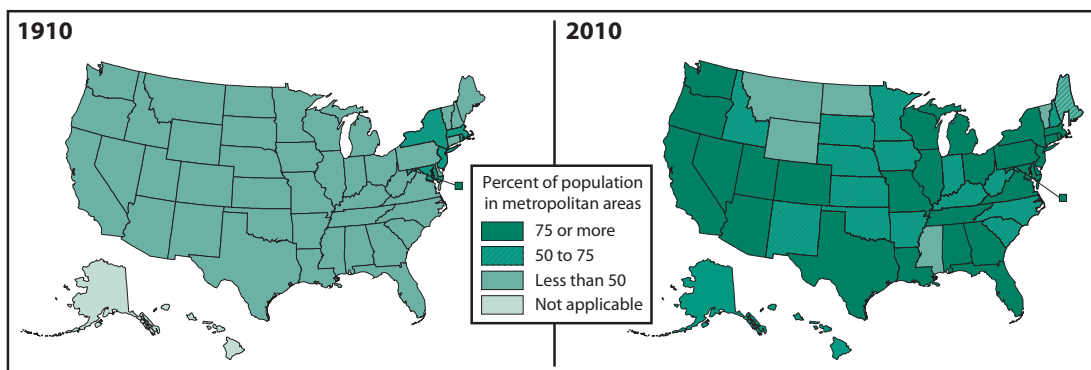 1910
2010
Percent of population
in metropolitan areas
75 or more
50 to 75
Less than 50
Not applicable